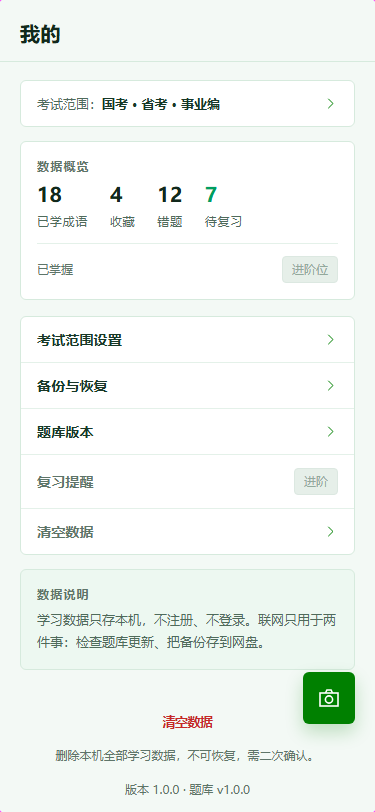 我的
考试范围：国考 • 省考 • 事业编
数据概览
18 4 12 7
已学成语 收藏 错题 待复习
已掌握 进阶位
考试范围设置
备份与恢复
题库版本
复习提醒 进阶
清空数据
数据说明
学习数据只存本机，不注册、不登录。联网只用于两
件事：检查题库更新、把备份存到网盘。
清空数据
删除本机全部学习数据，不可恢复，需二次确认。
版本 1.0.0 · 题库 v1.0.0